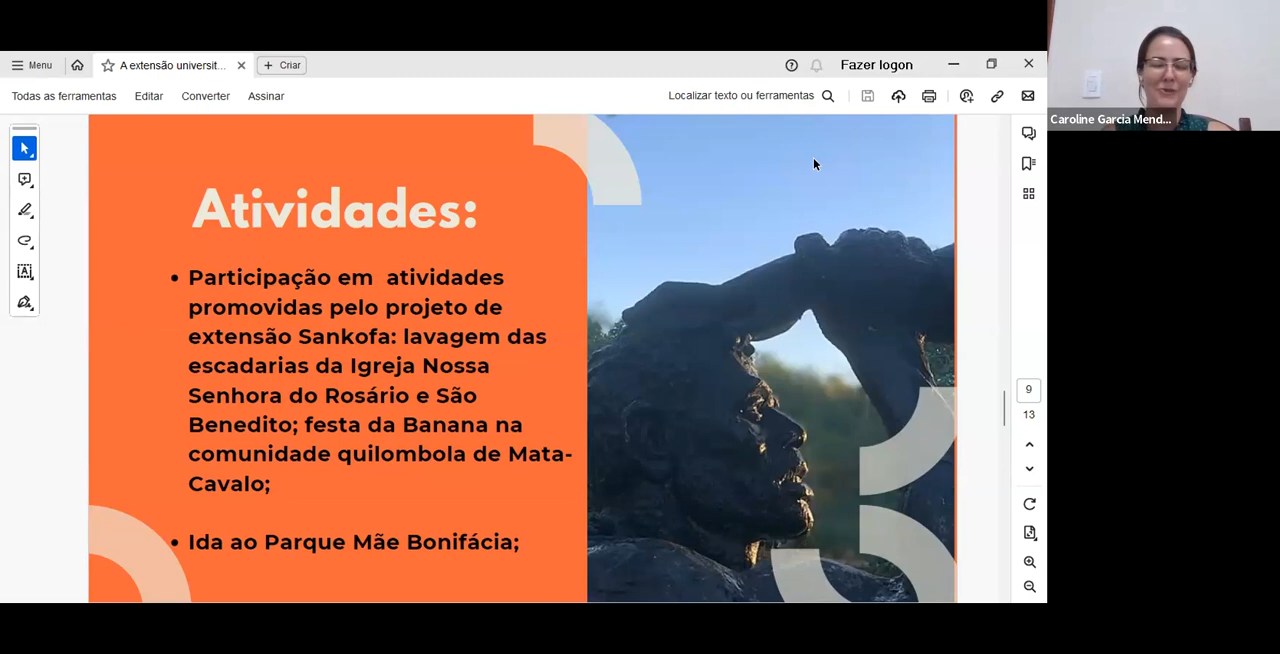 Menu
A extensão universit...
Criar
Fazer logon
Todas as ferramentas
Editar
Converter
Assinar
Localizar texto ou ferramentas
Caroline Garcia Mend...
Atividades:
• Participação em atividades
promovidas pelo projeto de
extensão Sankofa: lavagem das
escadarias da Igreja Nossa
Senhora do Rosário e São
Benedito; festa da Banana na
comunidade quilombola de Mata-
Cavalo;
• Ida ao Parque Mãe Bonifácia;
9
13